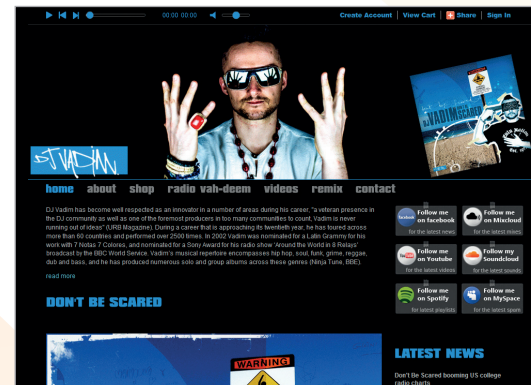 00:00 00:00
Create Account | View Cart | Share | Sign In
DJ VADIM
DJ VADIM
SCARED
home about shop radio vah-deem videos remix contact
DJ Vadim has become well respected as an innovator in a number of areas during his career, "a veteran presence in
the DJ community as well as one of the foremost producers in too many communities to count, Vadim is never
running out of ideas" (URB Magazine). During a career that is approaching its twentieth year, he has toured across
more than 60 countries and performed over 2500 times. In 2002 Vadim was nominated for a Latin Grammy for his
work with 7 Notas 7 Colores, and nominated for a Sony Award for his radio show 'Around the World in 8 Relays'
broadcast by the BBC World Service. Vadim's musical repertoire encompasses hip hop, soul, funk, grime, reggae,
dub and bass, and he has produced numerous solo and group albums across these genres (Ninja Tune, BBE).
read more
Follow me
on facebook
for the latest news
Follow me
on Mixcloud
for the latest mixes
Follow me
on Youtube
for the latest videos
Follow me
on Soundcloud
for the latest sounds
Follow me
on Spotify
for latest playlists
Follow me
on MySpace
for the latest spam
DON'T BE SCARED
WARNING
LATEST NEWS
Don't Be Scared booming US college
radio charts